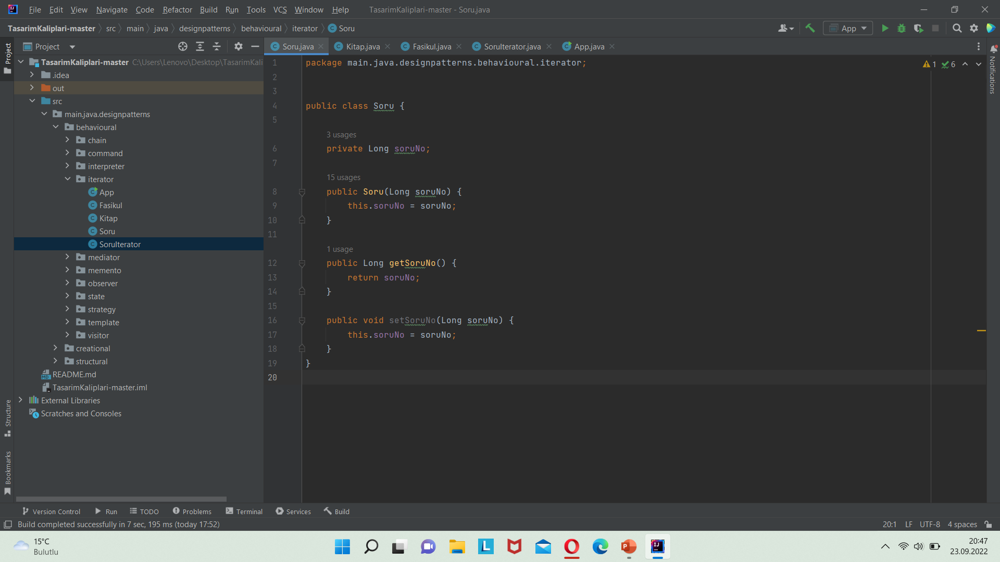 File Edit View Navigate Code Refactor Build Run Tools VCS Window Help TasarimKaliplari-master - Soru.java
TasarimKaliplari-master src main java designpatterns behavioural iterator Soru App
Project
Soru.java Kitap.java Fasikul.java SoruIterator.java App.java
Project
Structure
Bookmarks
TasarimKaliplari-master C:\Users\Lenovo\Desktop\TasarimKali
.idea
out
src
main.java.designpatterns
behavioural
chain
command
interpreter
iterator
App
Fasikul
Kitap
Soru
SoruIterator
mediator
memento
observer
state
strategy
template
visitor
creational
structural
README.md
TasarimKaliplari-master.iml
External Libraries
Scratches and Consoles
1 package main.java.designpatterns.behavioural.iterator;
2
3
4 public class Soru {
5
3 usages
6 private Long soruNo;
7
15 usages
8 public Soru(Long soruNo) {
9 this.soruNo = soruNo;
10 }
11
1 usage
12 public Long getSoruNo() {
13 return soruNo;
14 }
15
16 public void setSoruNo(Long soruNo) {
17 this.soruNo = soruNo;
18 }
19 }
20
1 6
Notifications
Version Control Run TODO Problems Terminal Services Build
Build completed successfully in 7 sec, 195 ms (today 17:52) 20:1 LF UTF-8 4 spaces
15°C
Bulutlu
20:47
23.09.2022